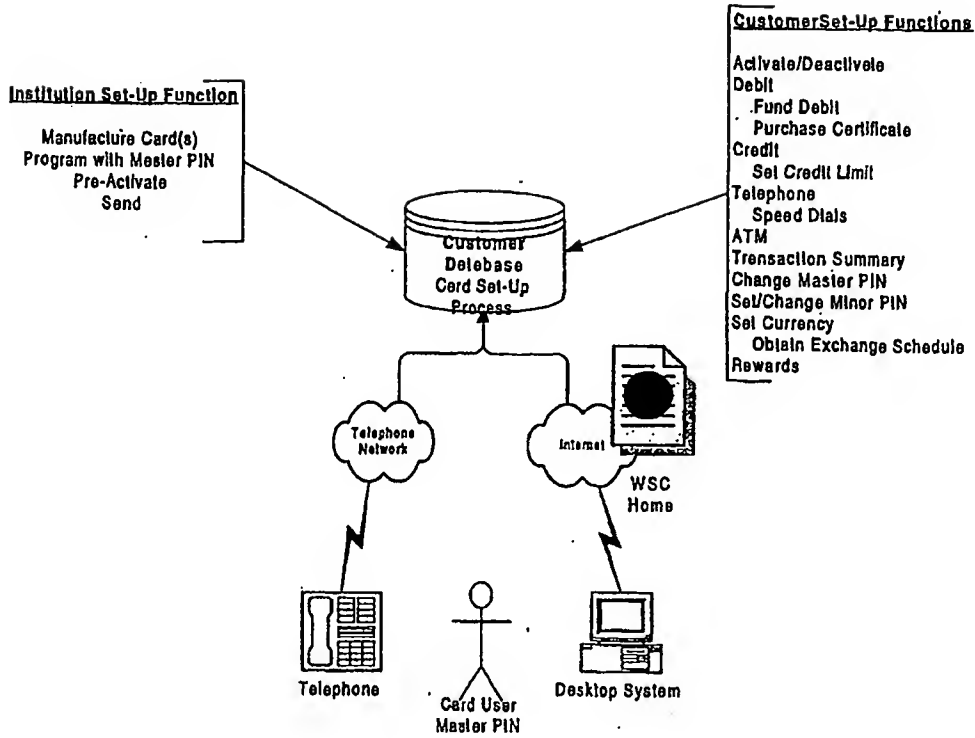 Institution Set-Up Function
Manufacture Card(s)
Program with Master PIN
Pre-Activate
Send
CustomerSet-Up Functions
Activate/Deactivate
Debit
Fund Debit
Purchase Certificate
Credit
Set Credit Limit
Telephone
Speed Dials
ATM
Transaction Summary
Change Master PIN
Set/Change Minor PIN
Set Currency
Obtain Exchange Schedule
Rewards
Customer
Database
Card Set-Up
Process
Telephone
Network
Internet
WSC
Home
Telephone
Card User
Master PIN
Desktop System